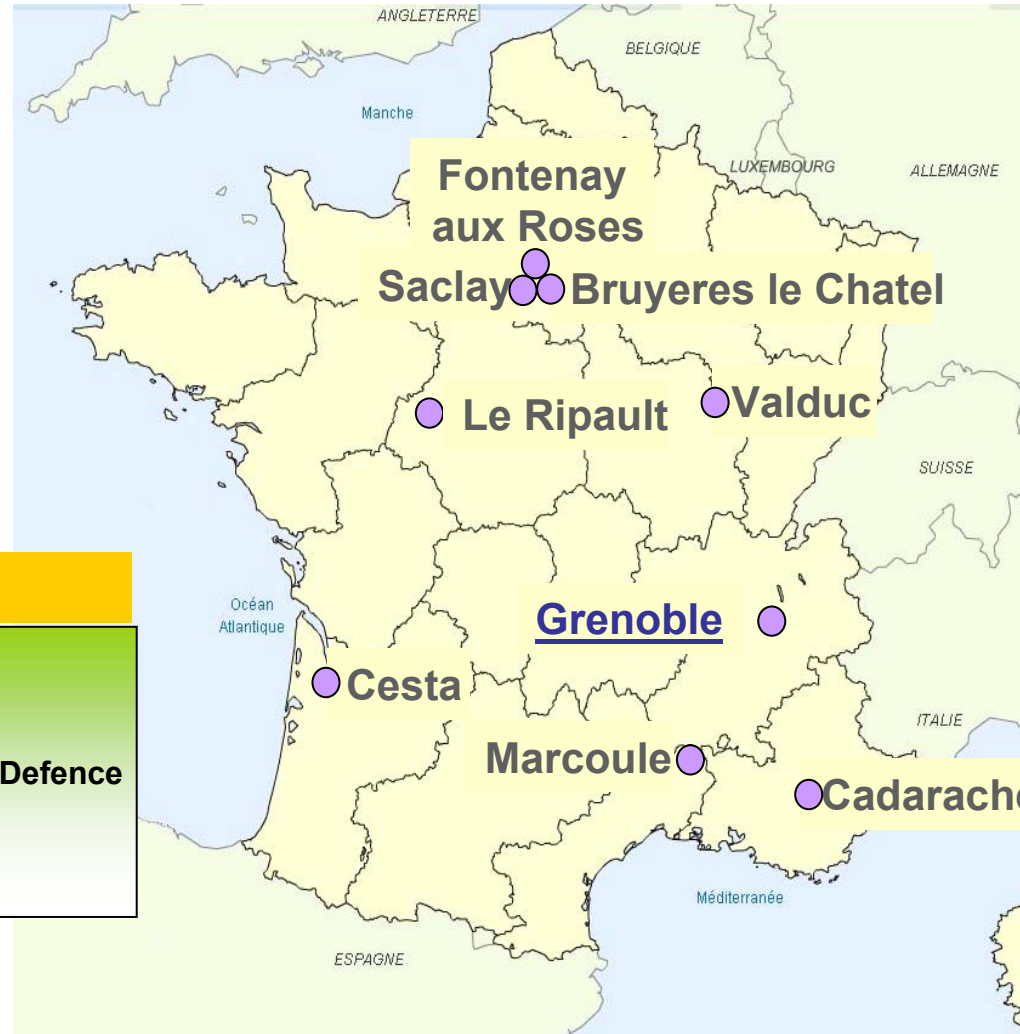 ANGLETERRE
BELGIQUE
Manche
LUXEMBOURG
ALLEMAGNE
Fontenay
aux Roses
Saclay
Bruyeres le Chatel
Le Ripault
Valduc
SUISSE
Océan
Atlantique
Grenoble
Cesta
ITALIE
Marcoule
Defence
Cadarache
Méditerranée
ESPAGNE